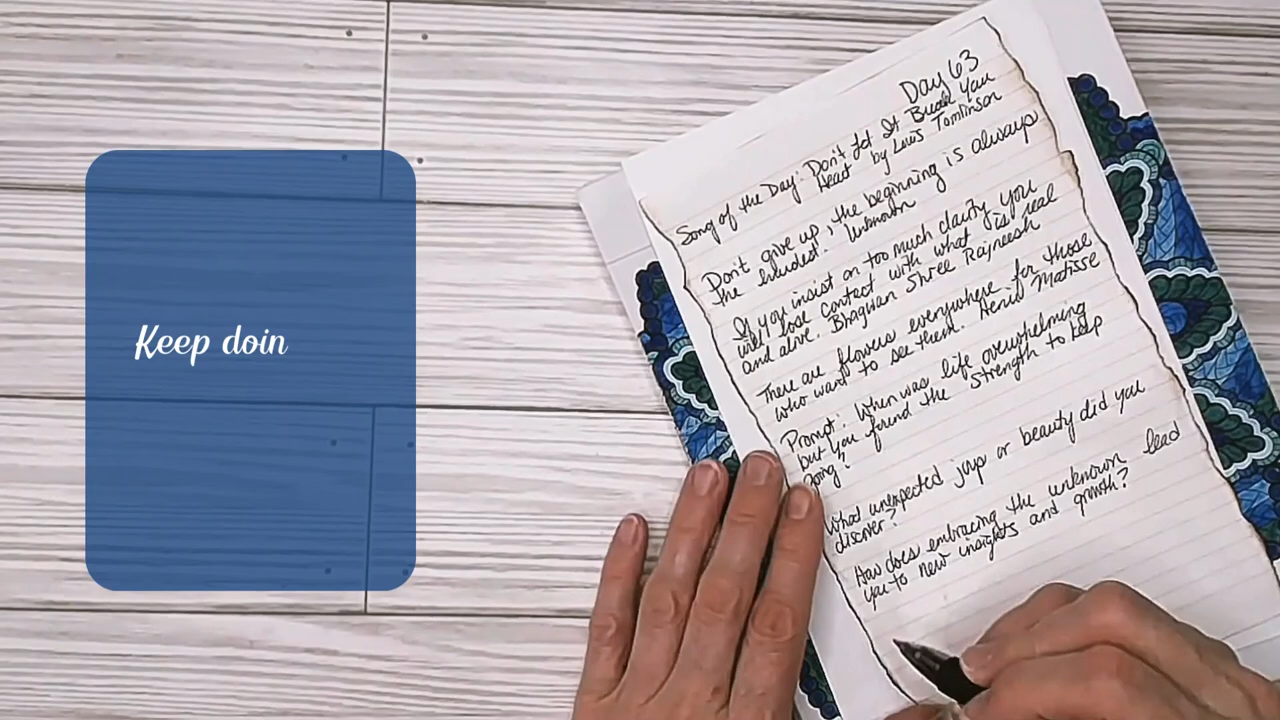 Keep doin
Day 63
Song of the Day: Don't Let It Break You
Heart by Louis Tomlinson
Don't give up, the beginning is always
the hardest. Unknown
If you insist on too much clarity you
will lose contact with what is real
and alive. Bhagwan Shree Rajneesh
There are flowers everywhere for those
who want to see them. Henri Matisse
Prompt: When was life overwhelming
but you found the strength to keep
going?
What unexpected joys or beauty did you
discover?
How does embracing the unknown lead
you to new insights and growth?